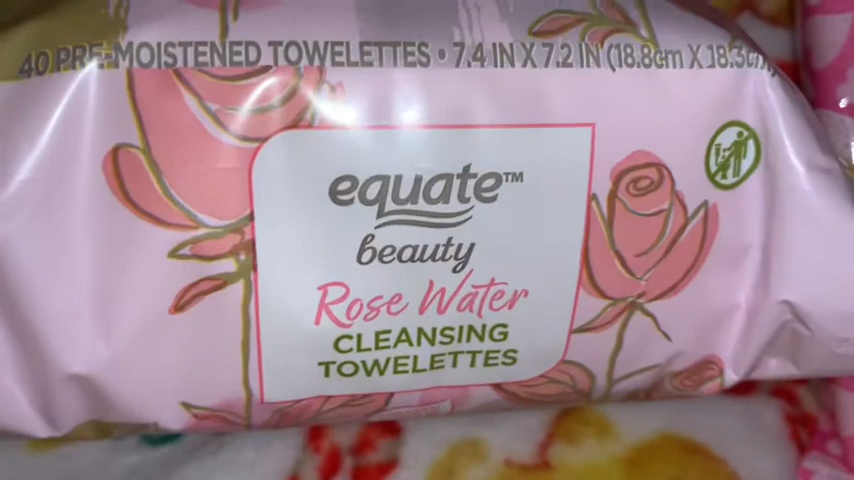 40 PRE-MOISTENED TOWELETTES • 7.4 IN X 7.2 IN (18.8cm X 18.3cm)
equate™
beauty
Rose Water
CLEANSING
TOWELETTES